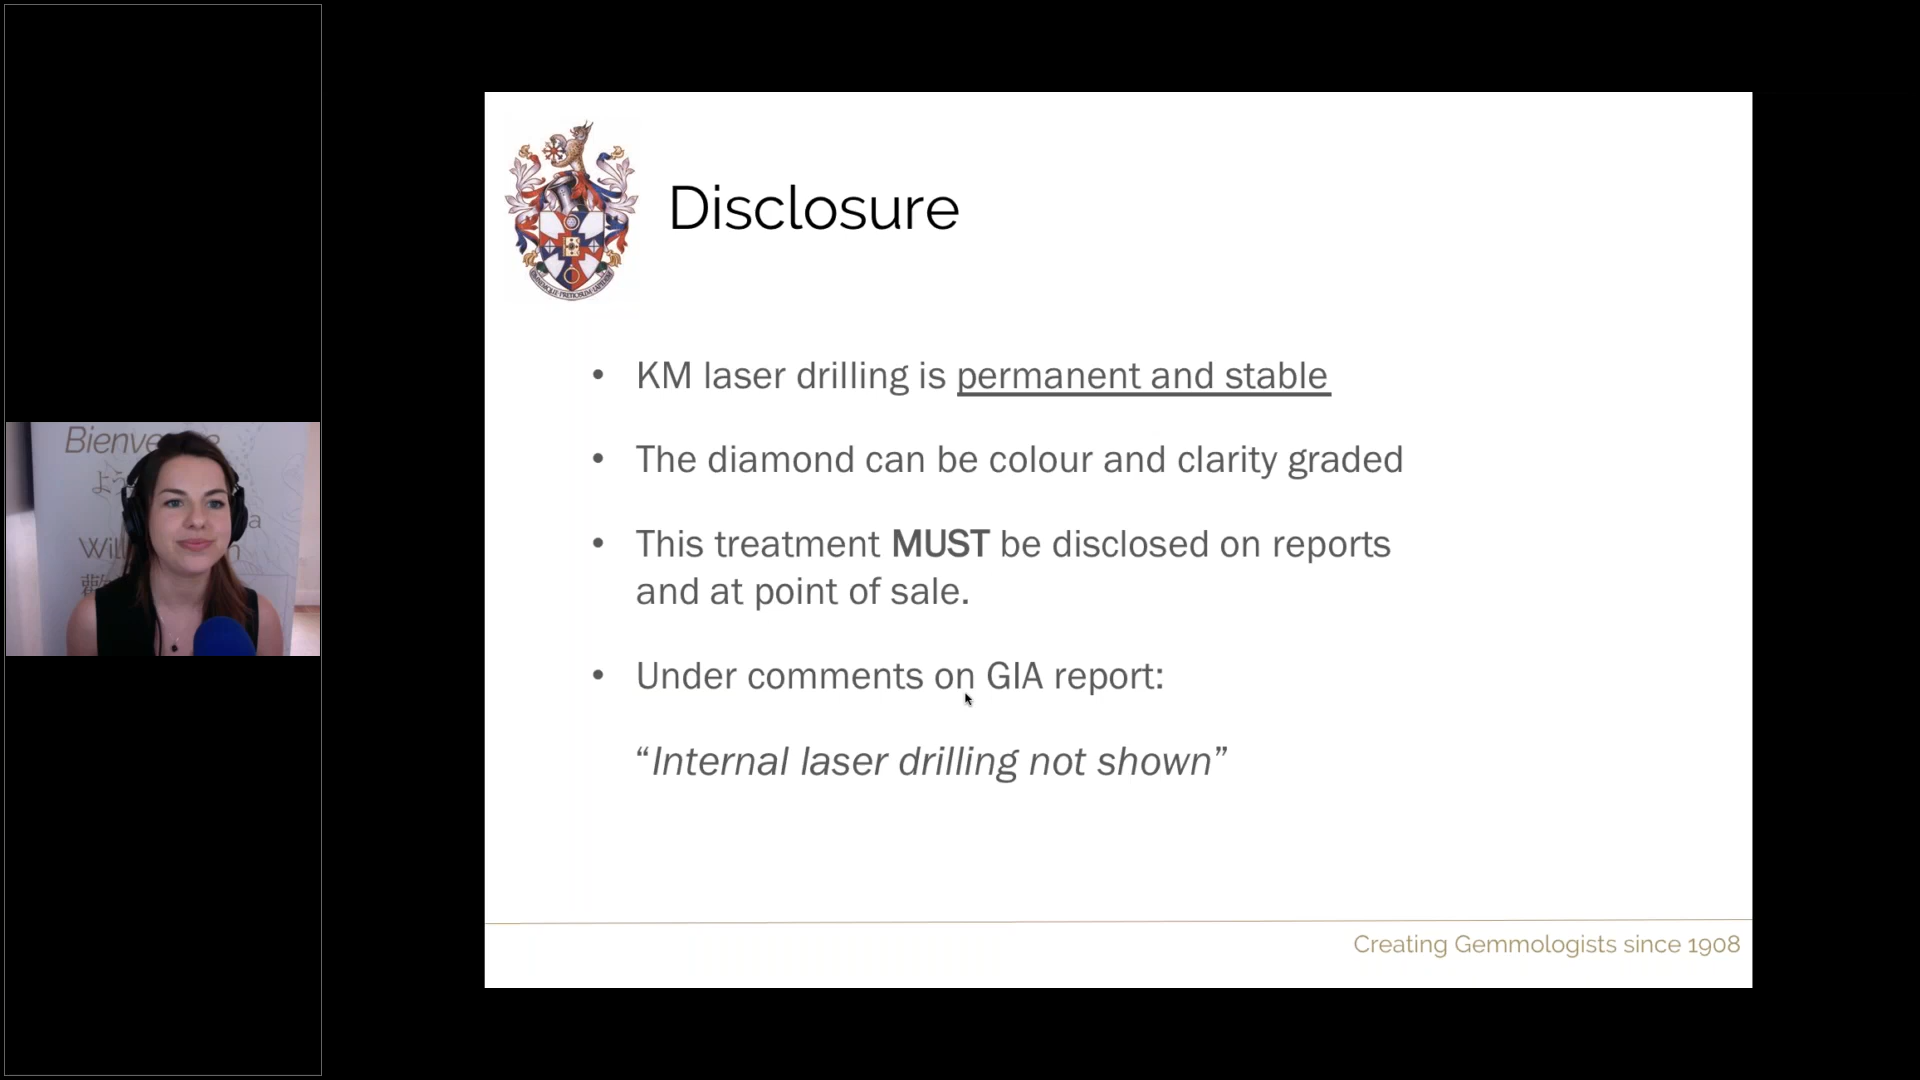 Disclosure
• KM laser drilling is permanent and stable
• The diamond can be colour and clarity graded
• This treatment MUST be disclosed on reports
and at point of sale.
• Under comments on GIA report:
“Internal laser drilling not shown”
Creating Gemmologists since 1908